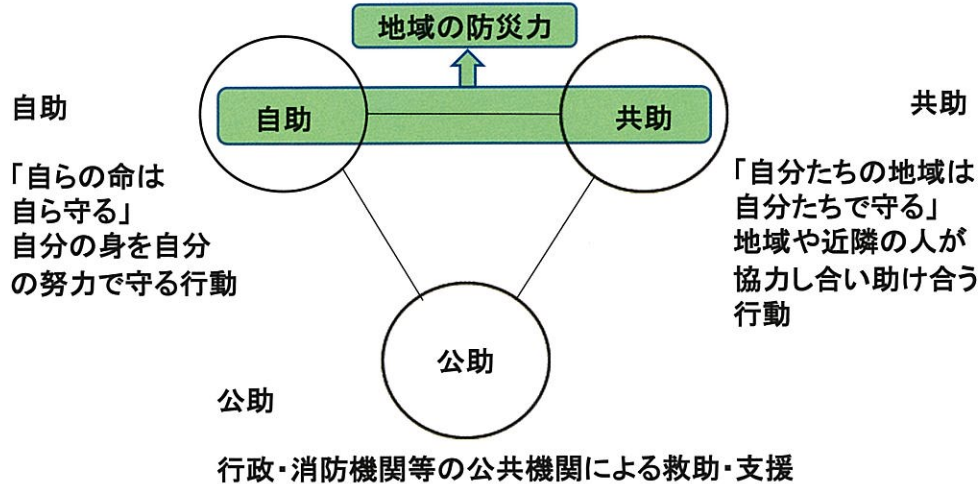 地域の防災力
自助
共助
自助
共助
「自らの命は
自ら守る」
自分の身を自分
の努力で守る行動
「自分たちの地域は
自分たちで守る」
地域や近隣の人が
協力し合い助け合う
行動
公助
公助
行政・消防機関等の公共機関による救助・支援